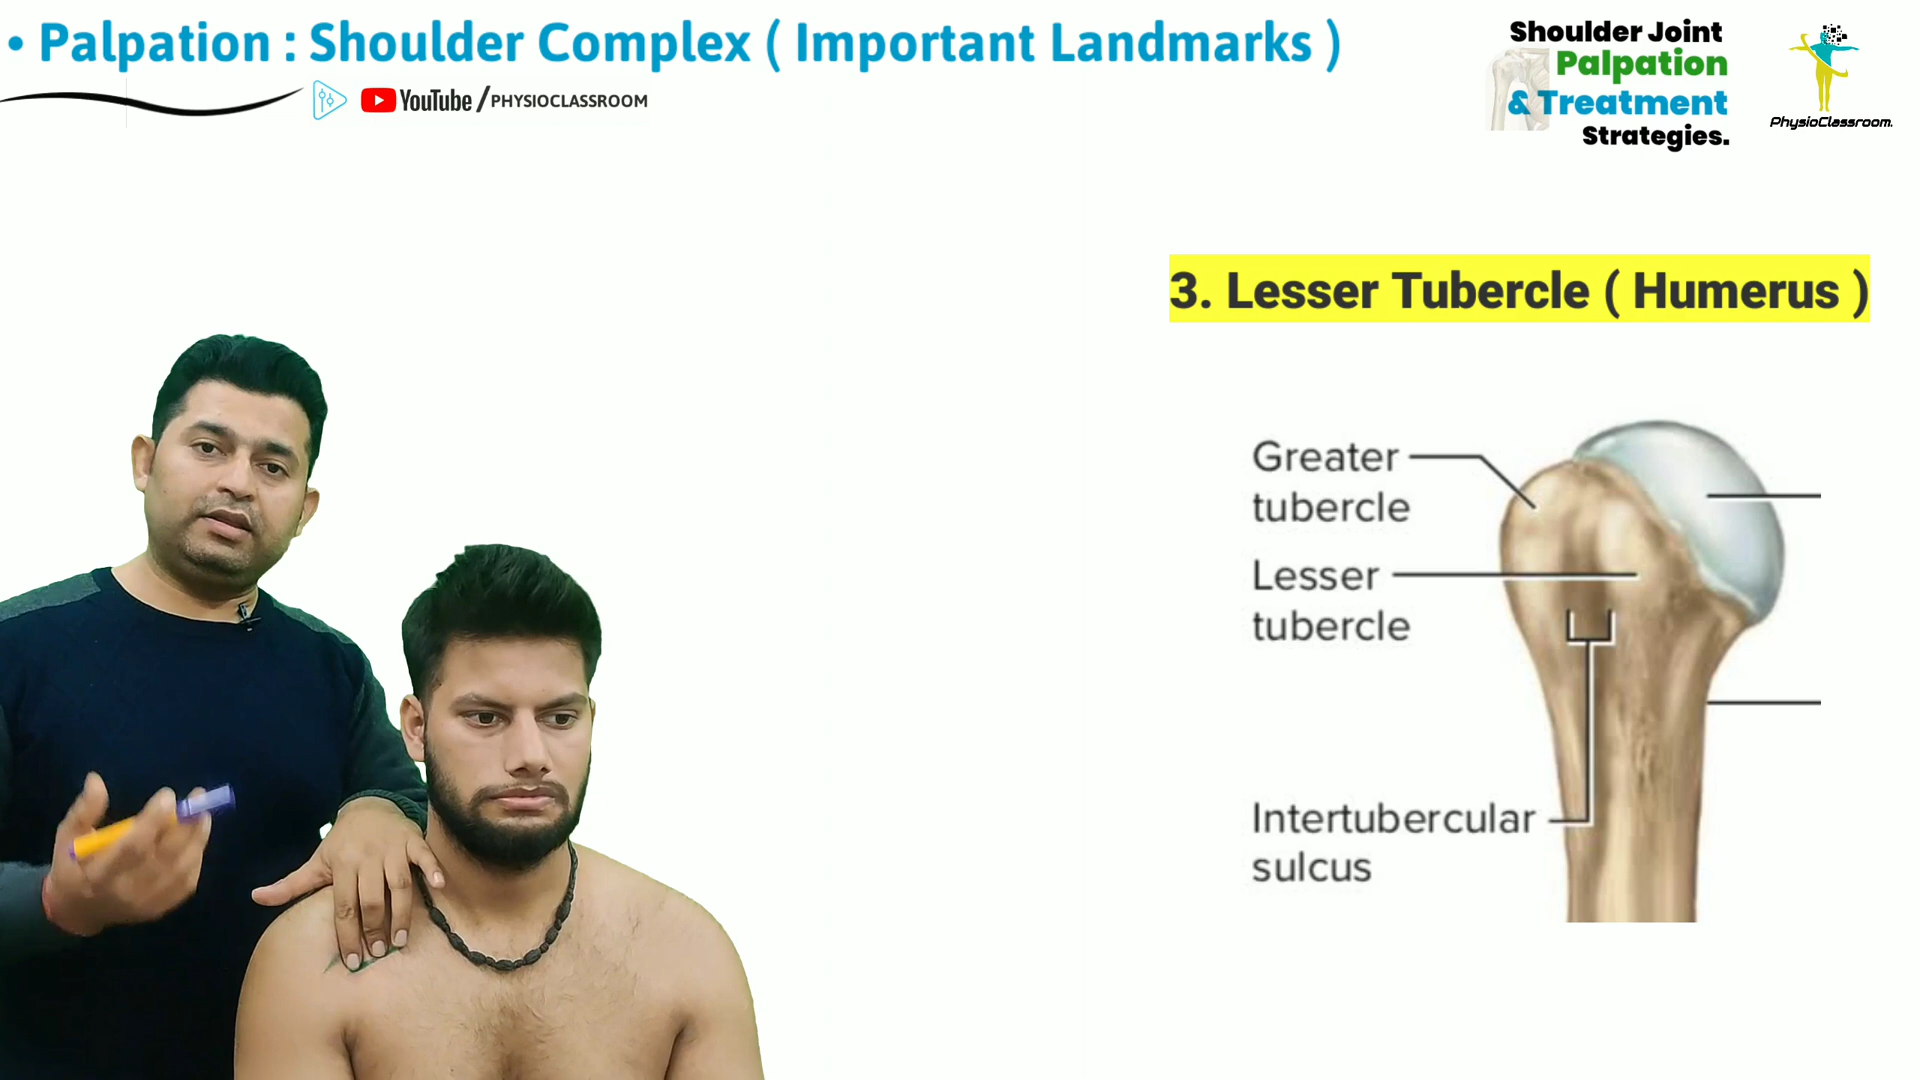 • Palpation : Shoulder Complex ( Important Landmarks )
YouTube / PHYSIOCLASSROOM
Shoulder Joint
Palpation
& Treatment
Strategies.
PhysioClassroom.
3. Lesser Tubercle ( Humerus )
Greater
tubercle
Lesser
tubercle
Intertubercular
sulcus